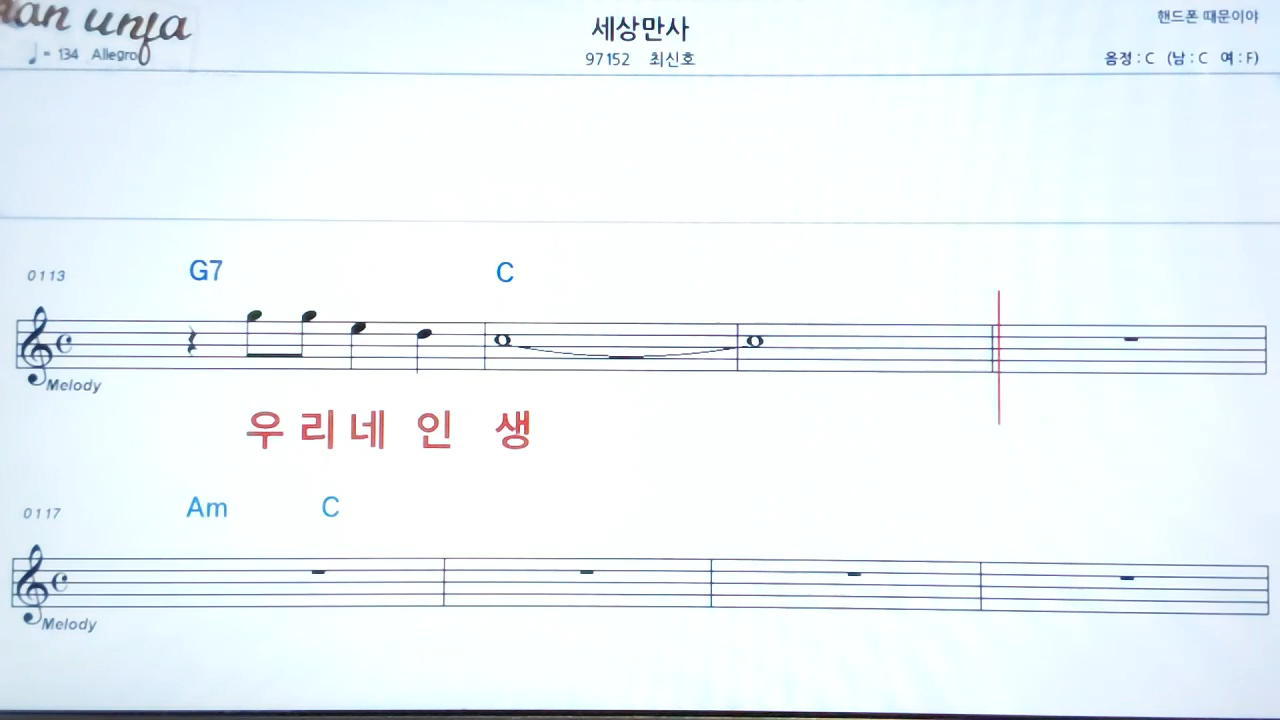 세상만사
핸드폰 때문이야
♩= 134 Allegro
97152 최신호
음정 : C (남 : C 여 : F)
0113 G7 C
Melody
우 리 네 인 생
0117 Am C
Melody